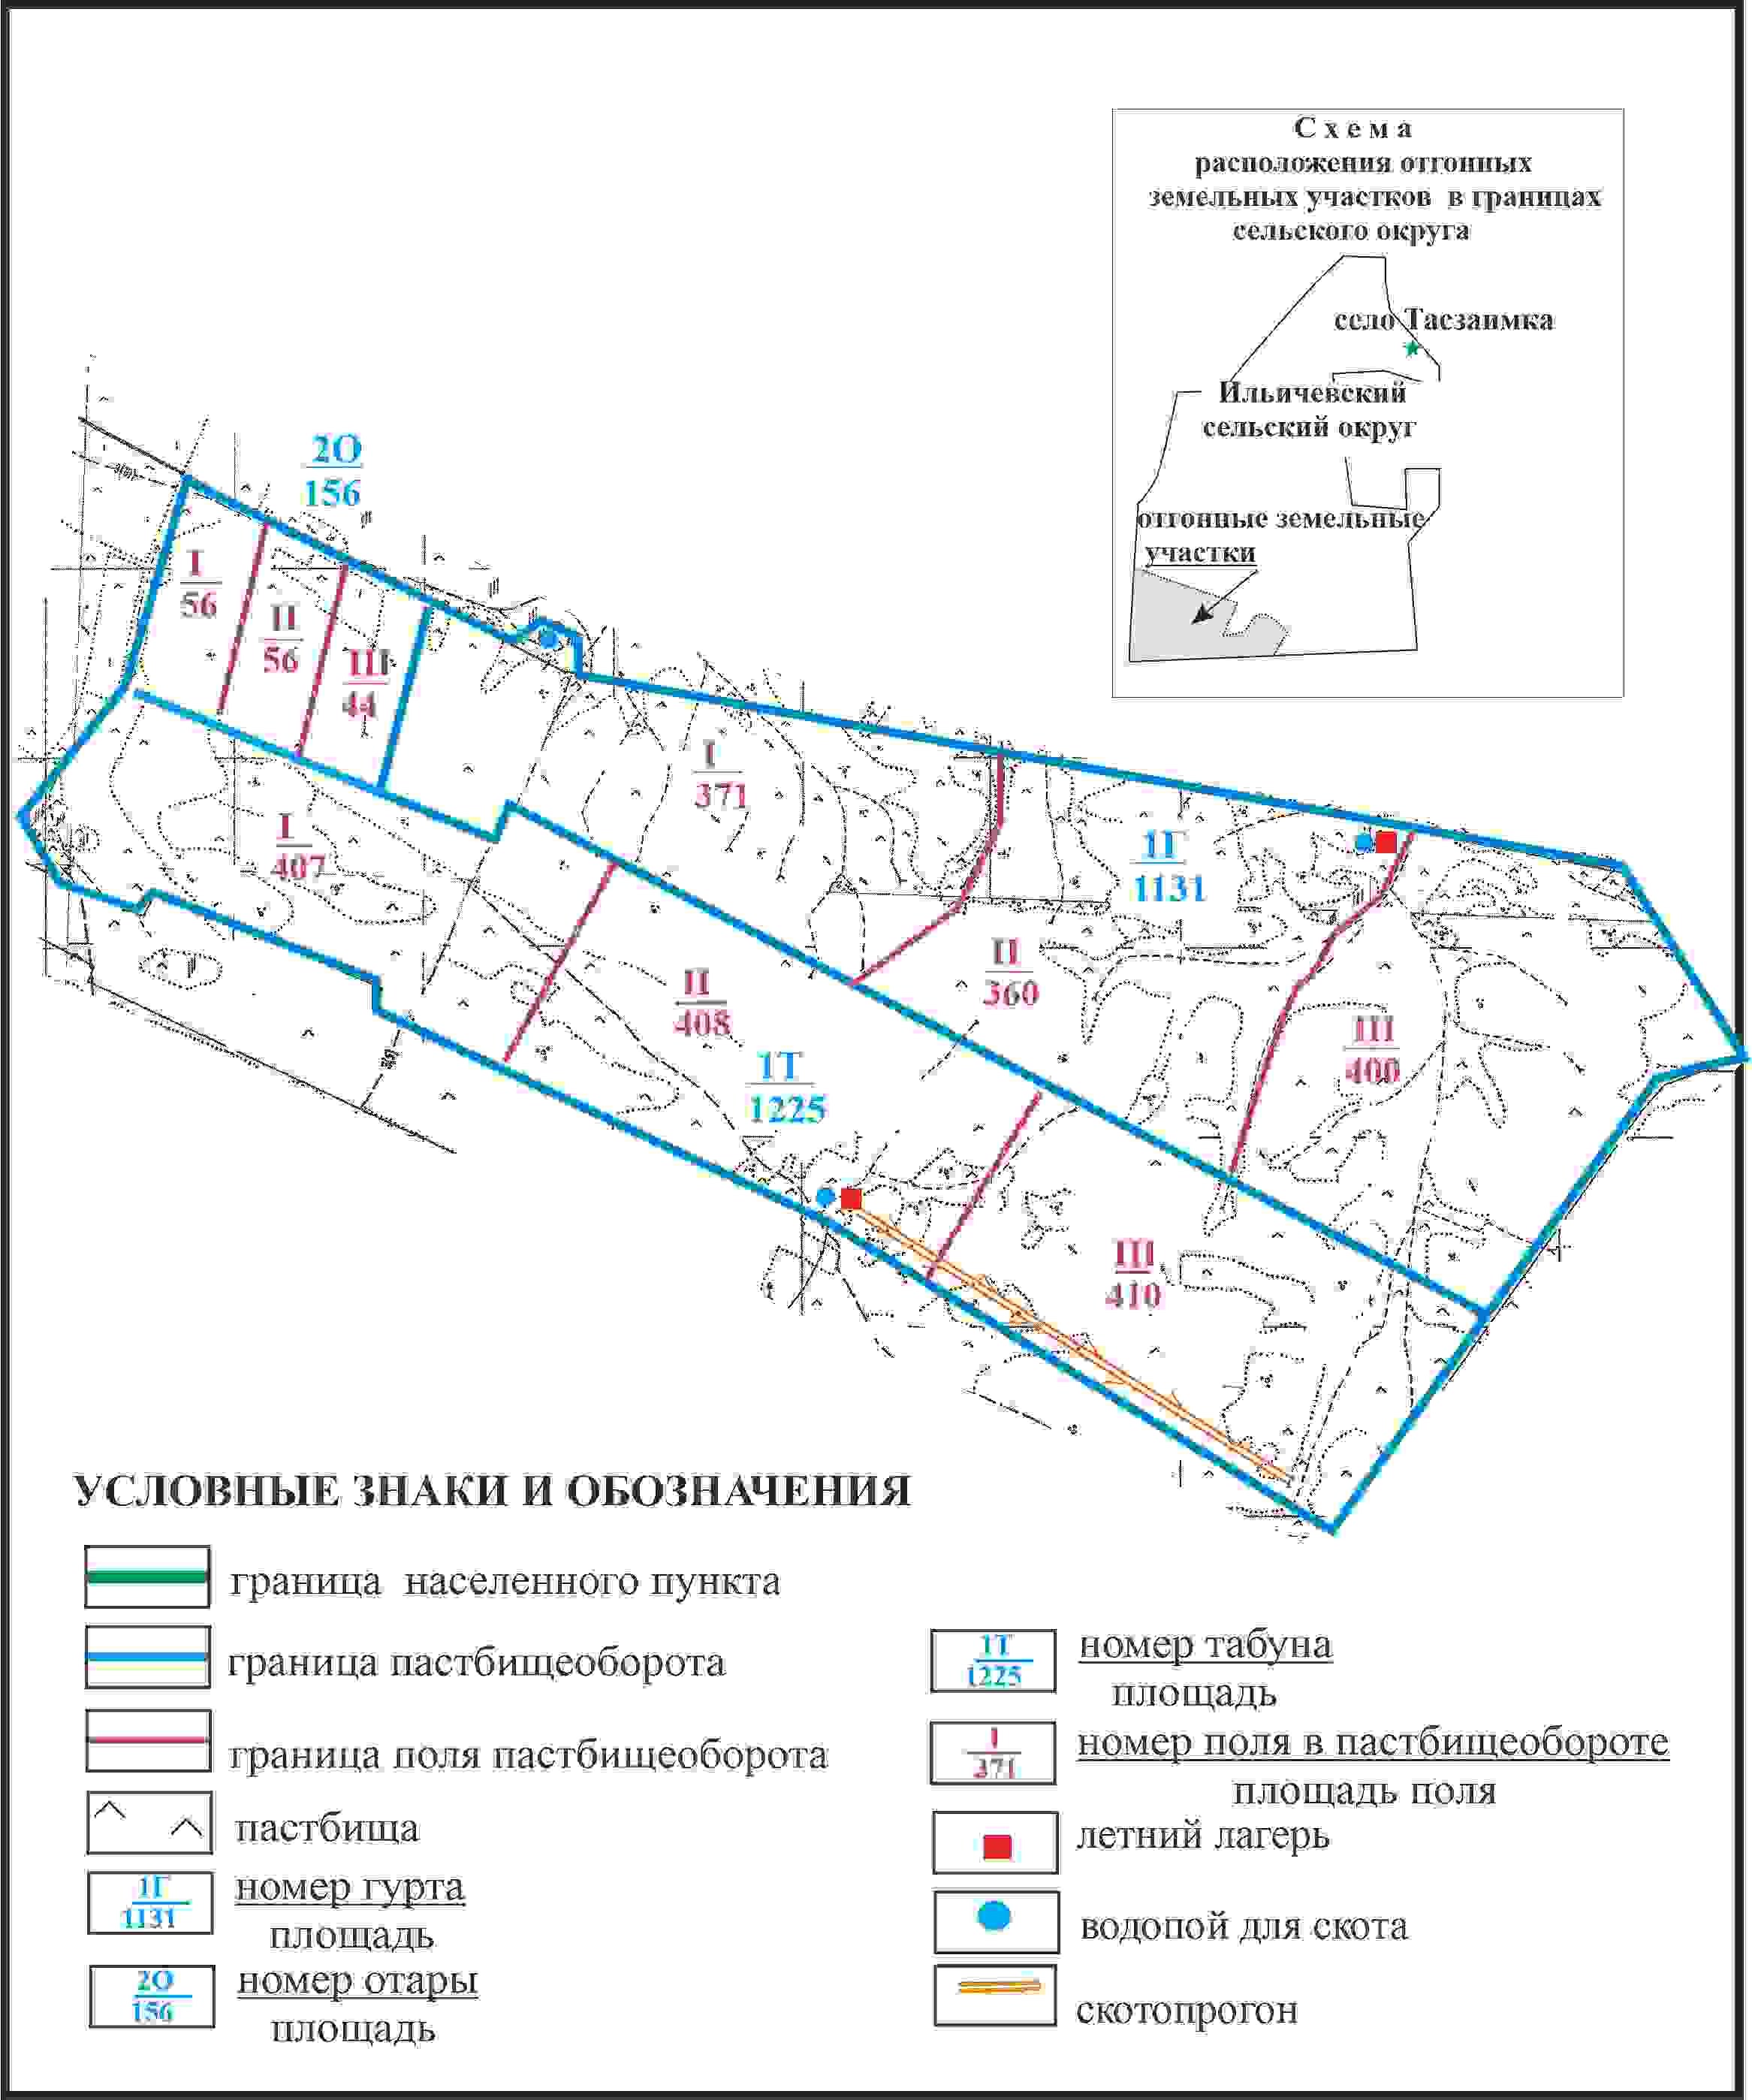 С х е м а
расположения отгонных
земельных участков в границах
сельского округа
село Таезаимка
Ильичевский
сельский округ
отгонные земельные
участки
2О
156
I
56
II
56
III
44
I
371
I
407
1Г
1131
II
360
II
408
III
400
1Т
1225
III
410
УСЛОВНЫЕ ЗНАКИ И ОБОЗНАЧЕНИЯ
граница населенного пункта
граница пастбищеоборота
граница поля пастбищеоборота
пастбища
1Г
1131
номер гурта
площадь
2О
156
номер отары
площадь
1Т
1225
номер табуна
площадь
I
371
номер поля в пастбищеобороте
площадь поля
летний лагерь
водопой для скота
скотопрогон